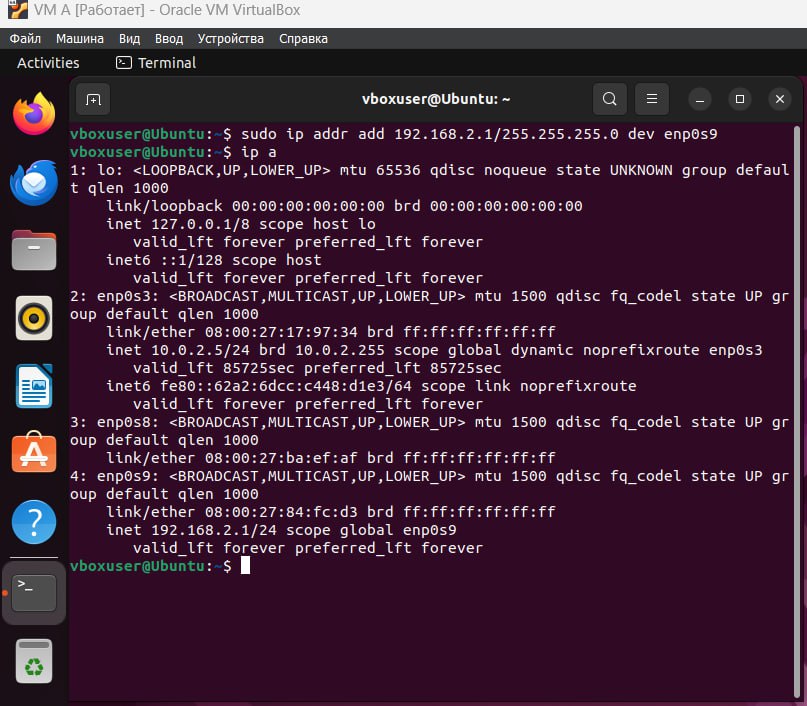 VM A [Работает] - Oracle VM VirtualBox
Файл Машина Вид Ввод Устройства Справка
Activities Terminal
vboxuser@Ubuntu: ~
vboxuser@Ubuntu:~$ sudo ip addr add 192.168.2.1/255.255.255.0 dev enp0s9
vboxuser@Ubuntu:~$ ip a
1: lo: <LOOPBACK,UP,LOWER_UP> mtu 65536 qdisc noqueue state UNKNOWN group defaul
t qlen 1000
    link/loopback 00:00:00:00:00:00 brd 00:00:00:00:00:00
    inet 127.0.0.1/8 scope host lo
       valid_lft forever preferred_lft forever
    inet6 ::1/128 scope host
       valid_lft forever preferred_lft forever
2: enp0s3: <BROADCAST,MULTICAST,UP,LOWER_UP> mtu 1500 qdisc fq_codel state UP gr
oup default qlen 1000
    link/ether 08:00:27:17:97:34 brd ff:ff:ff:ff:ff:ff
    inet 10.0.2.5/24 brd 10.0.2.255 scope global dynamic noprefixroute enp0s3
       valid_lft 85725sec preferred_lft 85725sec
    inet6 fe80::62a2:6dcc:c448:d1e3/64 scope link noprefixroute
       valid_lft forever preferred_lft forever
3: enp0s8: <BROADCAST,MULTICAST,UP,LOWER_UP> mtu 1500 qdisc fq_codel state UP gr
oup default qlen 1000
    link/ether 08:00:27:ba:ef:af brd ff:ff:ff:ff:ff:ff
4: enp0s9: <BROADCAST,MULTICAST,UP,LOWER_UP> mtu 1500 qdisc fq_codel state UP gr
oup default qlen 1000
    link/ether 08:00:27:84:fc:d3 brd ff:ff:ff:ff:ff:ff
    inet 192.168.2.1/24 scope global enp0s9
       valid_lft forever preferred_lft forever
vboxuser@Ubuntu:~$